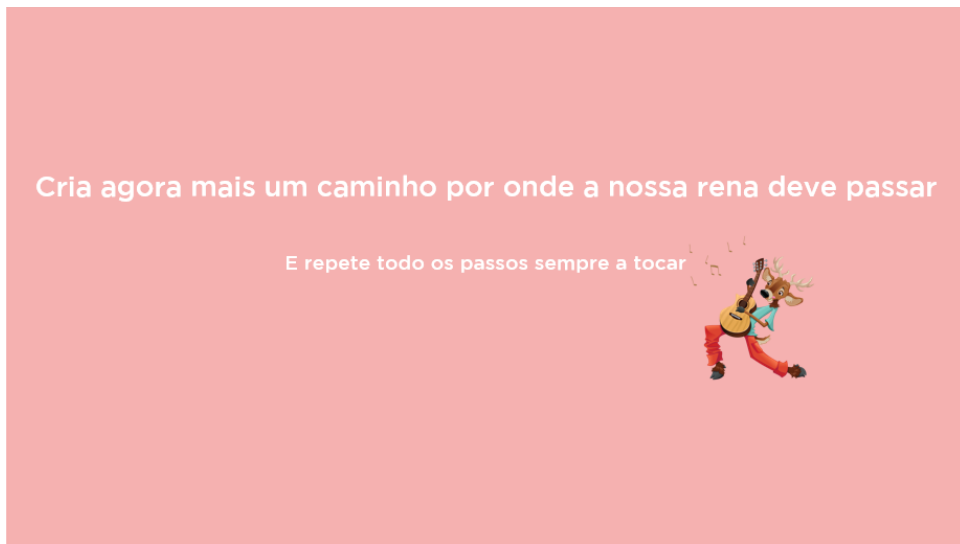 Cria agora mais um caminho por onde a nossa rena deve passar
E repete todo os passos sempre a tocar